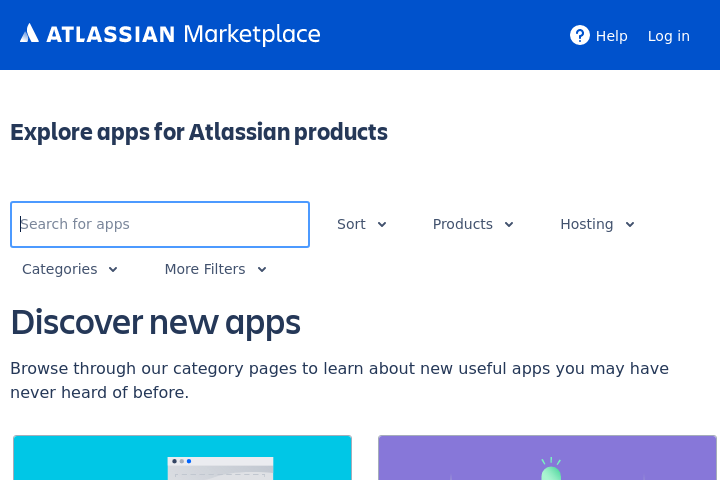 ATLASSIAN Marketplace
Help
Log in
Explore apps for Atlassian products
Search for apps
Sort
Products
Hosting
Categories
More Filters
Discover new apps
Browse through our category pages to learn about new useful apps you may have
never heard of before.